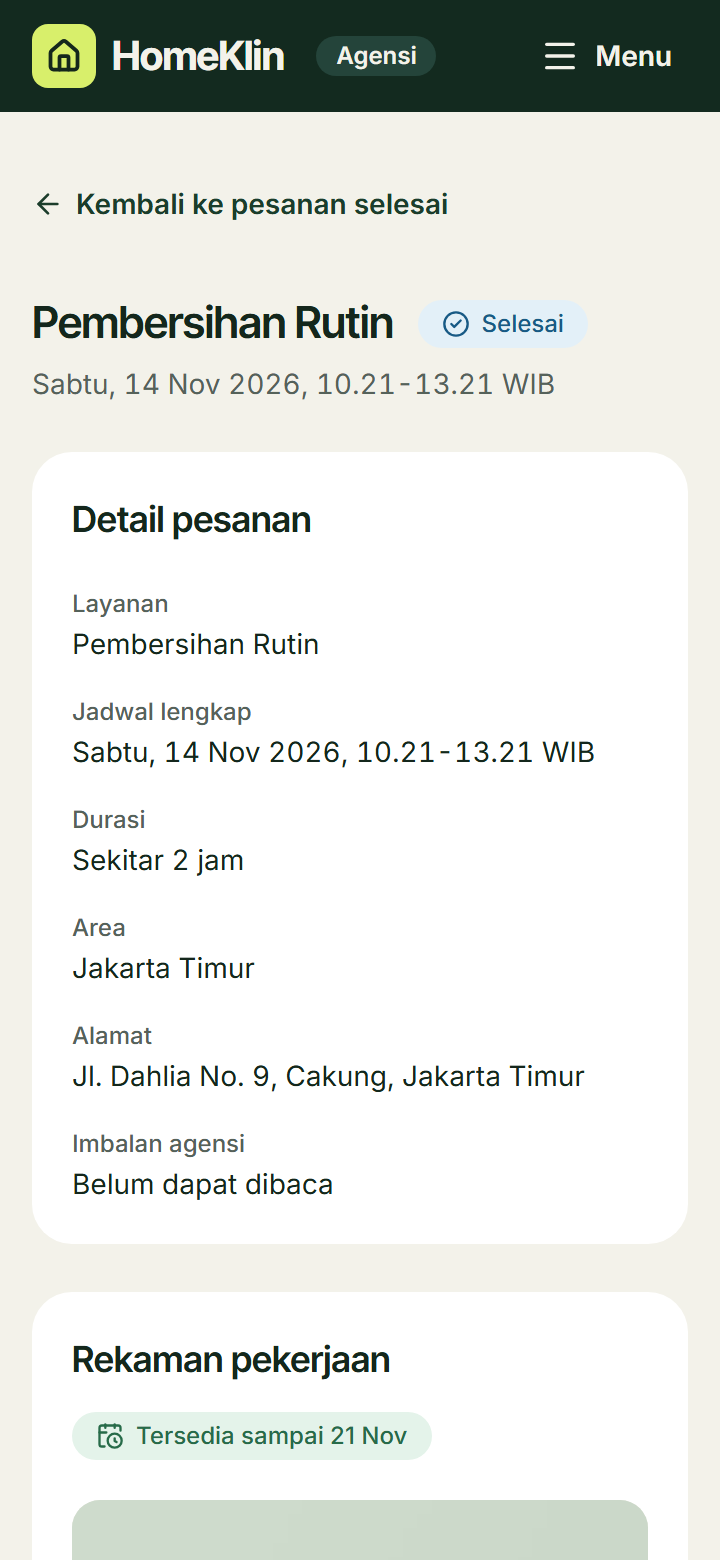 HomeKlin
Agensi
Menu
Kembali ke pesanan selesai
Pembersihan Rutin
Selesai
Sabtu, 14 Nov 2026, 10.21-13.21 WIB
Detail pesanan
Layanan
Pembersihan Rutin
Jadwal lengkap
Sabtu, 14 Nov 2026, 10.21-13.21 WIB
Durasi
Sekitar 2 jam
Area
Jakarta Timur
Alamat
Jl. Dahlia No. 9, Cakung, Jakarta Timur
Imbalan agensi
Belum dapat dibaca
Rekaman pekerjaan
Tersedia sampai 21 Nov